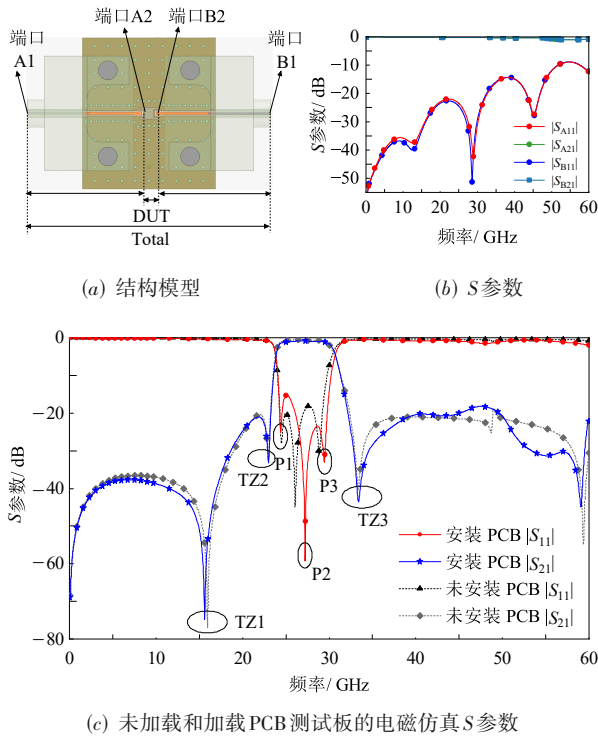 端口A2 端口B2
端口 端口
A1 B1
DUT
Total
(a) 结构模型
0
−10
−20
−30
−40
−50
S参数/ dB
|S_A11|
|S_A21|
|S_B11|
|S_B21|
0 10 20 30 40 50 60
频率/ GHz
(b) S参数
0
−20
−40
−60
−80
S参数/ dB
P1 P3
TZ2
TZ3
P2
TZ1
安装 PCB |S₁₁|
安装 PCB |S₂₁|
未安装 PCB |S₁₁|
未安装 PCB |S₂₁|
0 10 20 30 40 50 60
频率/ GHz
(c) 未加载和加载PCB测试板的电磁仿真S参数